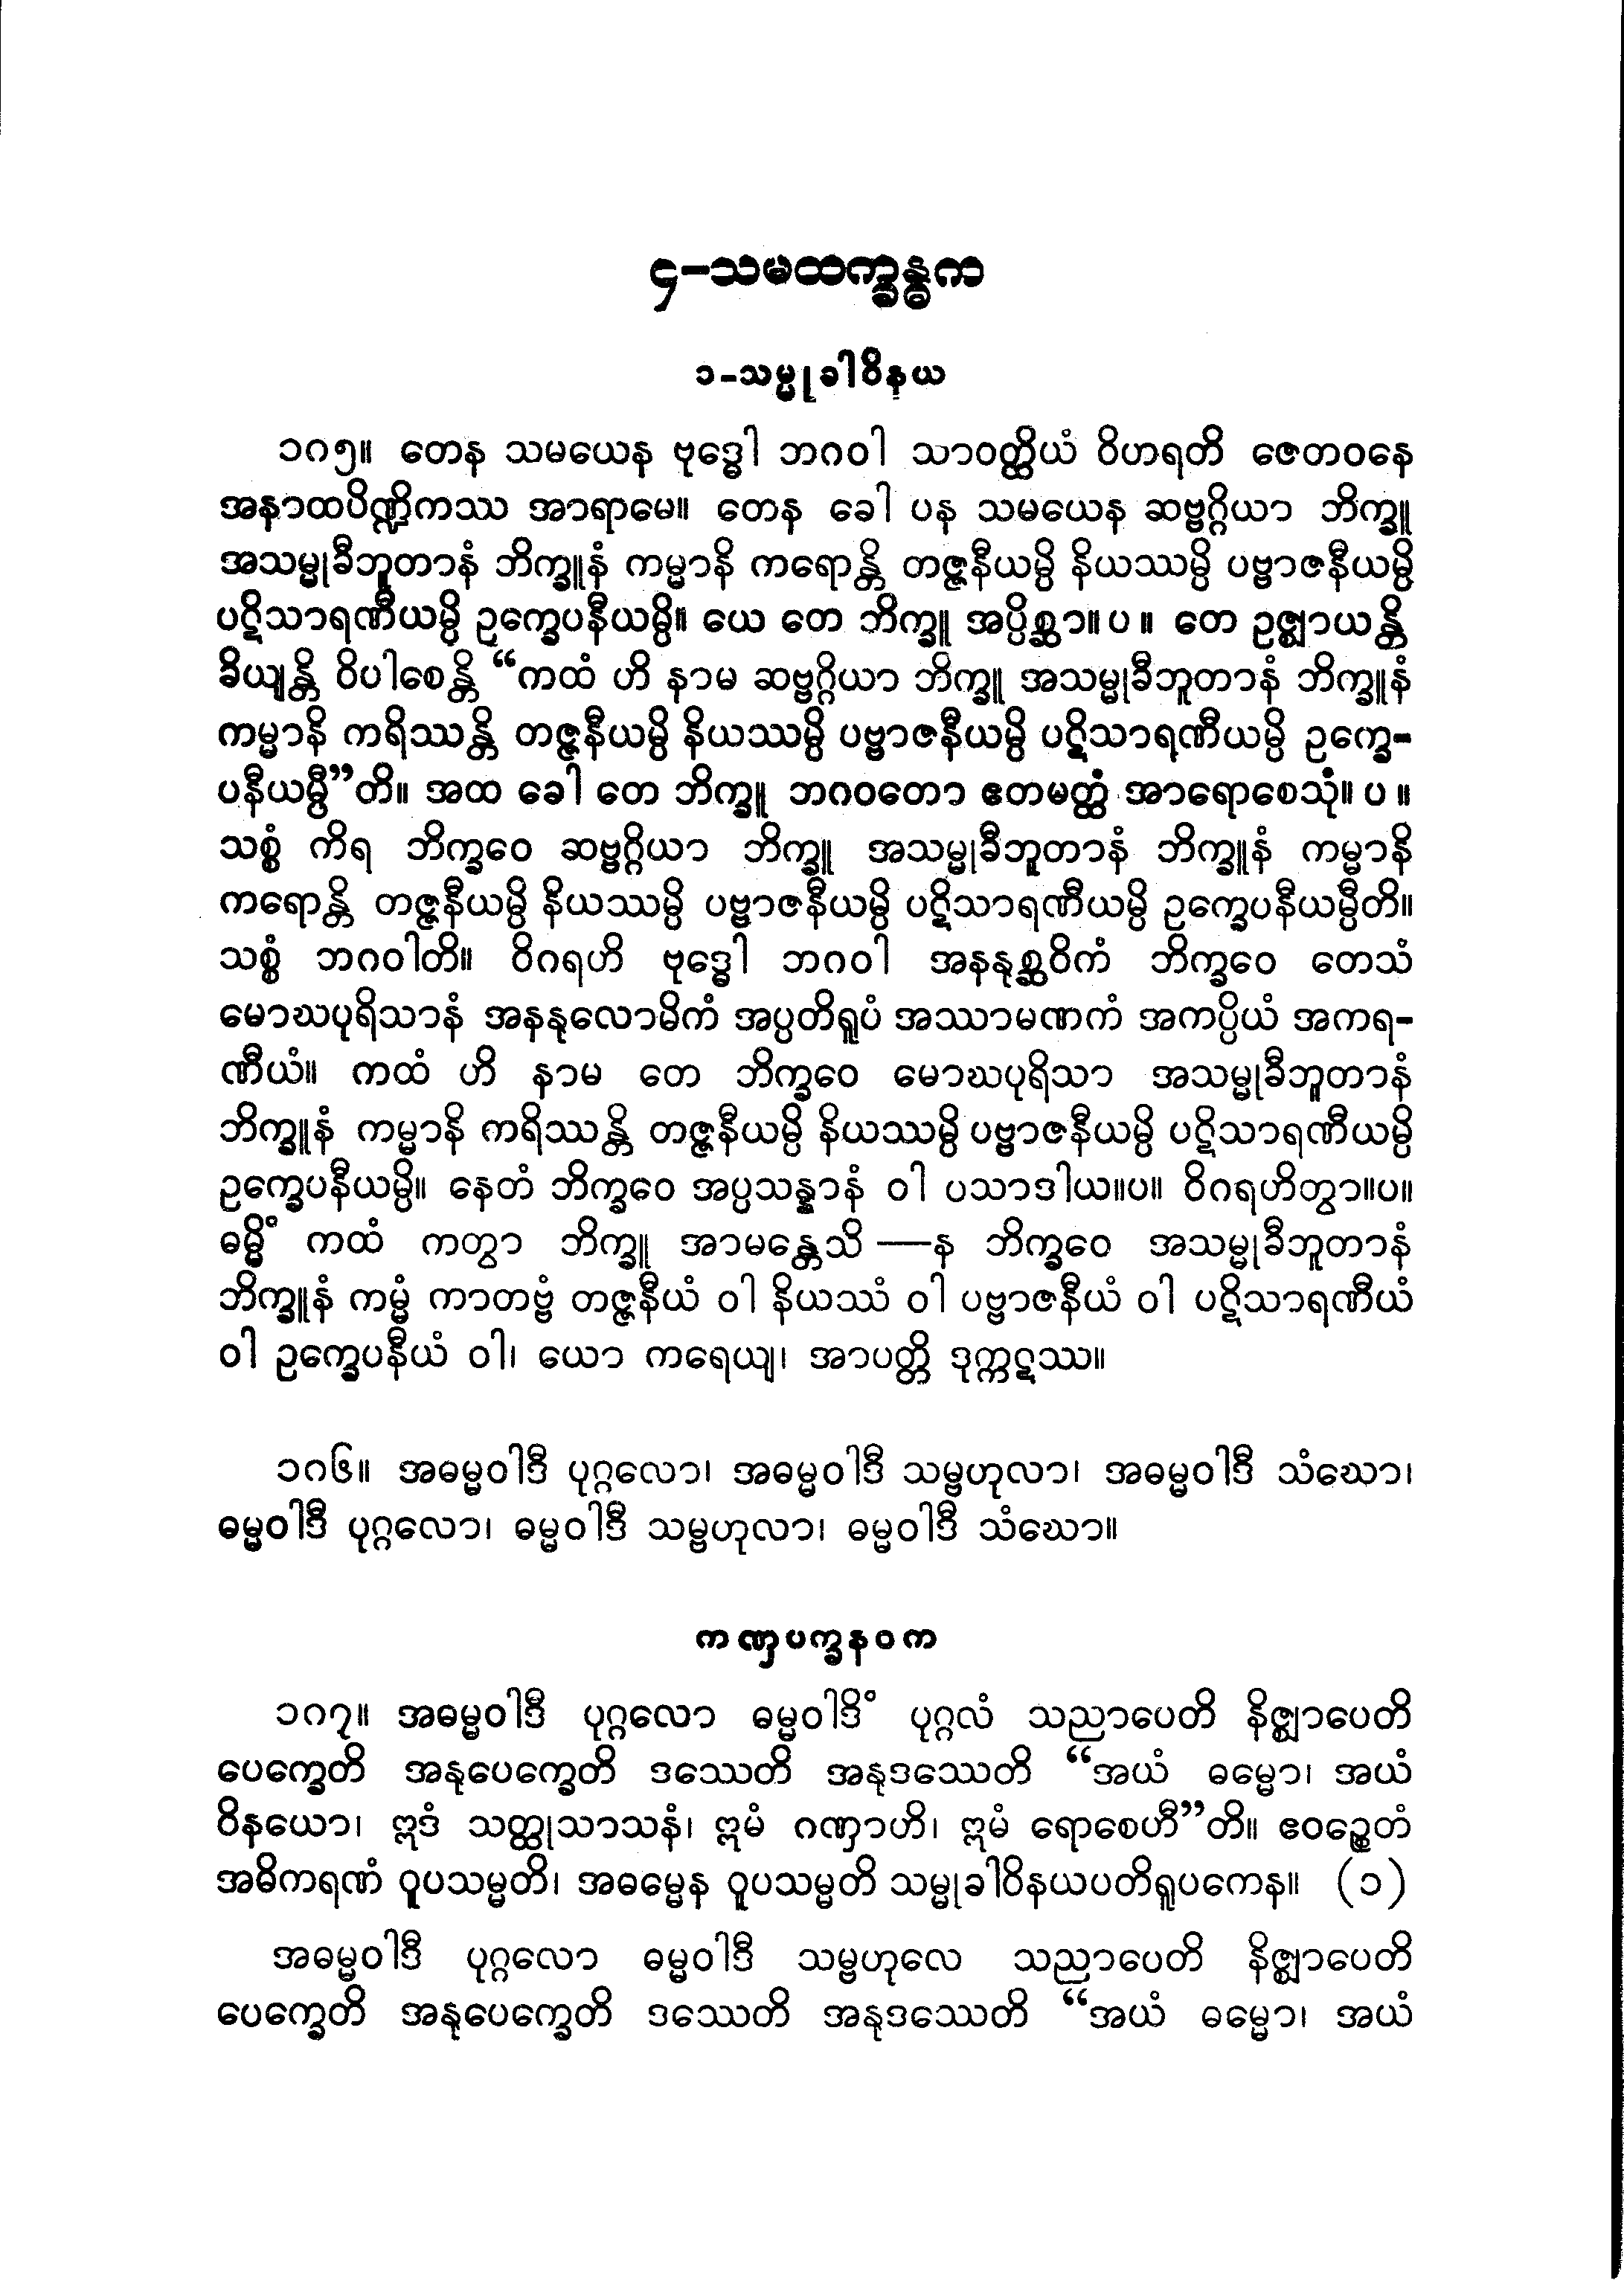 ၄-သမထက္ခန္ဓက
၁-သမ္မုခါဝိနယ
၁၈၅။ တေန သမယေန ဗုဒ္ဓေါ ဘဂဝါ သာဝတ္ထိယံ ဝိဟရတိ ဇေတဝနေ
အနာထပိဏ္ဍိကဿ အာရာမေ။ တေန ခေါ ပန သမယေန ဆဗ္ဗဂ္ဂိယာ ဘိက္ခူ
အသမ္မုခီဘူတာနံ ဘိက္ခူနံ ကမ္မာနိ ကရောန္တိ တဇ္ဇနီယမ္ပိ နိယဿမ္ပိ ပဗ္ဗာဇနီယမ္ပိ
ပဋိသာရဏီယမ္ပိ ဥက္ခေပနီယမ္ပိ။ ယေ တေ ဘိက္ခူ အပ္ပိစ္ဆာ။ ပ ။ တေ ဥဇ္ဈာယန္တိ
ခိယျန္တိ ဝိပါစေန္တိ “ကထံ ဟိ နာမ ဆဗ္ဗဂ္ဂိယာ ဘိက္ခူ အသမ္မုခီဘူတာနံ ဘိက္ခူနံ
ကမ္မာနိ ကရိဿန္တိ တဇ္ဇနီယမ္ပိ နိယဿမ္ပိ ပဗ္ဗာဇနီယမ္ပိ ပဋိသာရဏီယမ္ပိ ဥက္ခေ-
ပနီယမ္ပီ”တိ။ အထ ခေါ တေ ဘိက္ခူ ဘဂဝတော ဧတမတ္ထံ အာရောစေသုံ။ ပ ။
သစ္စံ ကိရ ဘိက္ခဝေ ဆဗ္ဗဂ္ဂိယာ ဘိက္ခူ အသမ္မုခီဘူတာနံ ဘိက္ခူနံ ကမ္မာနိ
ကရောန္တိ တဇ္ဇနီယမ္ပိ နိယဿမ္ပိ ပဗ္ဗာဇနီယမ္ပိ ပဋိသာရဏီယမ္ပိ ဥက္ခေပနီယမ္ပီတိ။
သစ္စံ ဘဂဝါတိ။ ဝိဂရဟိ ဗုဒ္ဓေါ ဘဂဝါ အနနုစ္ဆဝိကံ ဘိက္ခဝေ တေသံ
မောဃပုရိသာနံ အနနုလောမိကံ အပ္ပတိရူပံ အဿာမဏကံ အကပ္ပိယံ အကရ-
ဏီယံ။ ကထံ ဟိ နာမ တေ ဘိက္ခဝေ မောဃပုရိသာ အသမ္မုခီဘူတာနံ
ဘိက္ခူနံ ကမ္မာနိ ကရိဿန္တိ တဇ္ဇနီယမ္ပိ နိယဿမ္ပိ ပဗ္ဗာဇနီယမ္ပိ ပဋိသာရဏီယမ္ပိ
ဥက္ခေပနီယမ္ပိ။ နေတံ ဘိက္ခဝေ အပ္ပသန္နာနံ ဝါ ပသာဒါယ။ပ။ ဝိဂရဟိတွာ။ပ။
ဓမ္မိံ ကထံ ကတွာ ဘိက္ခူ အာမန္တေသိ —န ဘိက္ခဝေ အသမ္မုခီဘူတာနံ
ဘိက္ခူနံ ကမ္မံ ကာတဗ္ဗံ တဇ္ဇနီယံ ဝါ နိယဿံ ဝါ ပဗ္ဗာဇနီယံ ဝါ ပဋိသာရဏီယံ
ဝါ ဥက္ခေပနီယံ ဝါ၊ ယော ကရေယျ၊ အာပတ္တိ ဒုက္ကဋဿ။
၁၈၆။ အဓမ္မဝါဒီ ပုဂ္ဂလော၊ အဓမ္မဝါဒီ သမ္ဗဟုလာ၊ အဓမ္မဝါဒီ သံဃော၊
ဓမ္မဝါဒီ ပုဂ္ဂလော၊ ဓမ္မဝါဒီ သမ္ဗဟုလာ၊ ဓမ္မဝါဒီ သံဃော။
ကဏှပက္ခနဝက
၁၈၇။ အဓမ္မဝါဒီ ပုဂ္ဂလော ဓမ္မဝါဒိံ ပုဂ္ဂလံ သညာပေတိ နိဇ္ဈာပေတိ
ပေက္ခေတိ အနုပေက္ခေတိ ဒဿေတိ အနုဒဿေတိ “အယံ ဓမ္မော၊ အယံ
ဝိနယော၊ ဣဒံ သတ္ထုသာသနံ၊ ဣမံ ဂဏှာဟိ၊ ဣမံ ရောစေဟီ”တိ။ ဧဝဉ္စေတံ
အဓိကရဏံ ဝူပသမ္မတိ၊ အဓမ္မေန ဝူပသမ္မတိ သမ္မုခါဝိနယပတိရူပကေန။ (၁)
အဓမ္မဝါဒီ ပုဂ္ဂလော ဓမ္မဝါဒီ သမ္ဗဟုလေ သညာပေတိ နိဇ္ဈာပေတိ
ပေက္ခေတိ အနုပေက္ခေတိ ဒဿေတိ အနုဒဿေတိ “အယံ ဓမ္မော၊ အယံ